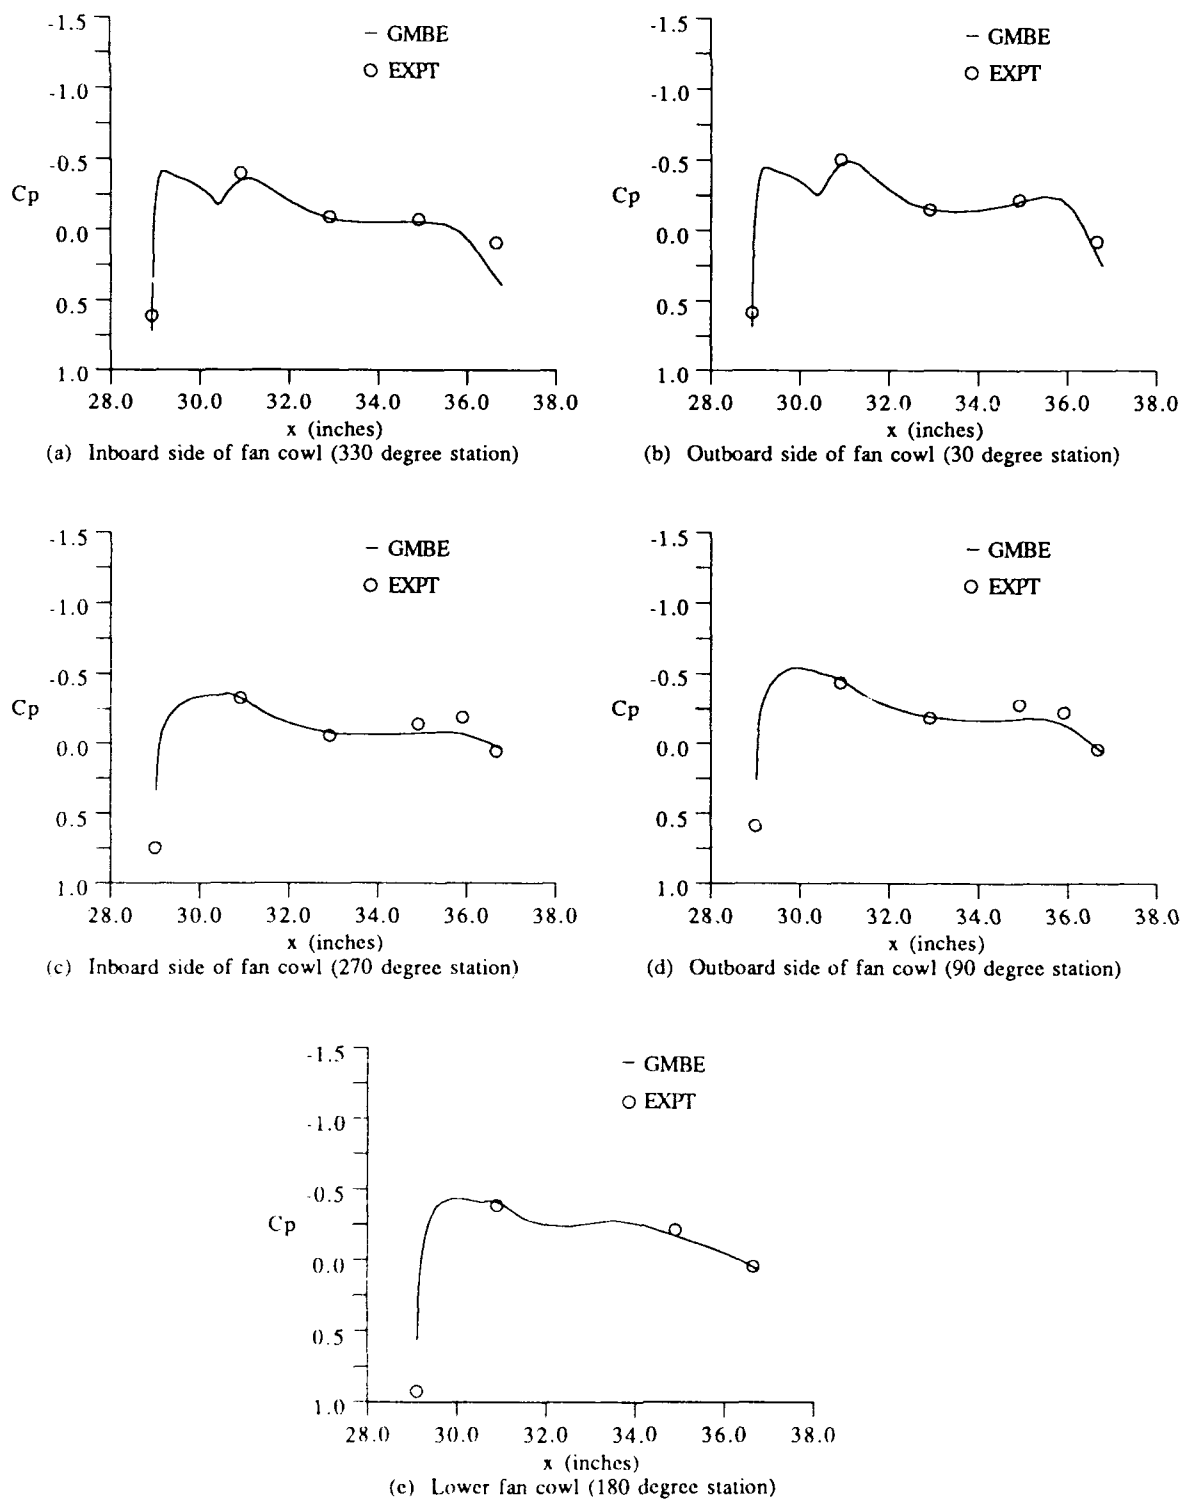 -1.5
— GMBE
O EXPT
-1.0
-0.5
Cp
0.0
0.5
1.0
28.0 30.0 32.0 34.0 36.0 38.0
x (inches)
(a) Inboard side of fan cowl (330 degree station)
-1.5
— GMBE
O EXPT
-1.0
-0.5
Cp
0.0
0.5
1.0
28.0 30.0 32.0 34.0 36.0 38.0
x (inches)
(b) Outboard side of fan cowl (30 degree station)
-1.5
— GMBE
O EXPT
-1.0
-0.5
Cp
0.0
0.5
1.0
28.0 30.0 32.0 34.0 36.0 38.0
x (inches)
(c) Inboard side of fan cowl (270 degree station)
-1.5
— GMBE
O EXPT
-1.0
-0.5
Cp
0.0
0.5
1.0
28.0 30.0 32.0 34.0 36.0 38.0
x (inches)
(d) Outboard side of fan cowl (90 degree station)
-1.5
— GMBE
O EXPT
-1.0
-0.5
Cp
0.0
0.5
1.0
28.0 30.0 32.0 34.0 36.0 38.0
x (inches)
(e) Lower fan cowl (180 degree station)